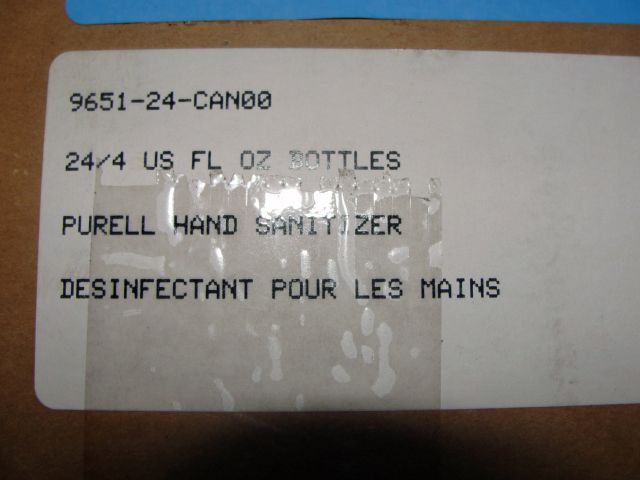 9651-24-CAN00
24/4 US FL OZ BOTTLES
PURELL HAND SANITIZER
DESINFECTANT POUR LES MAINS